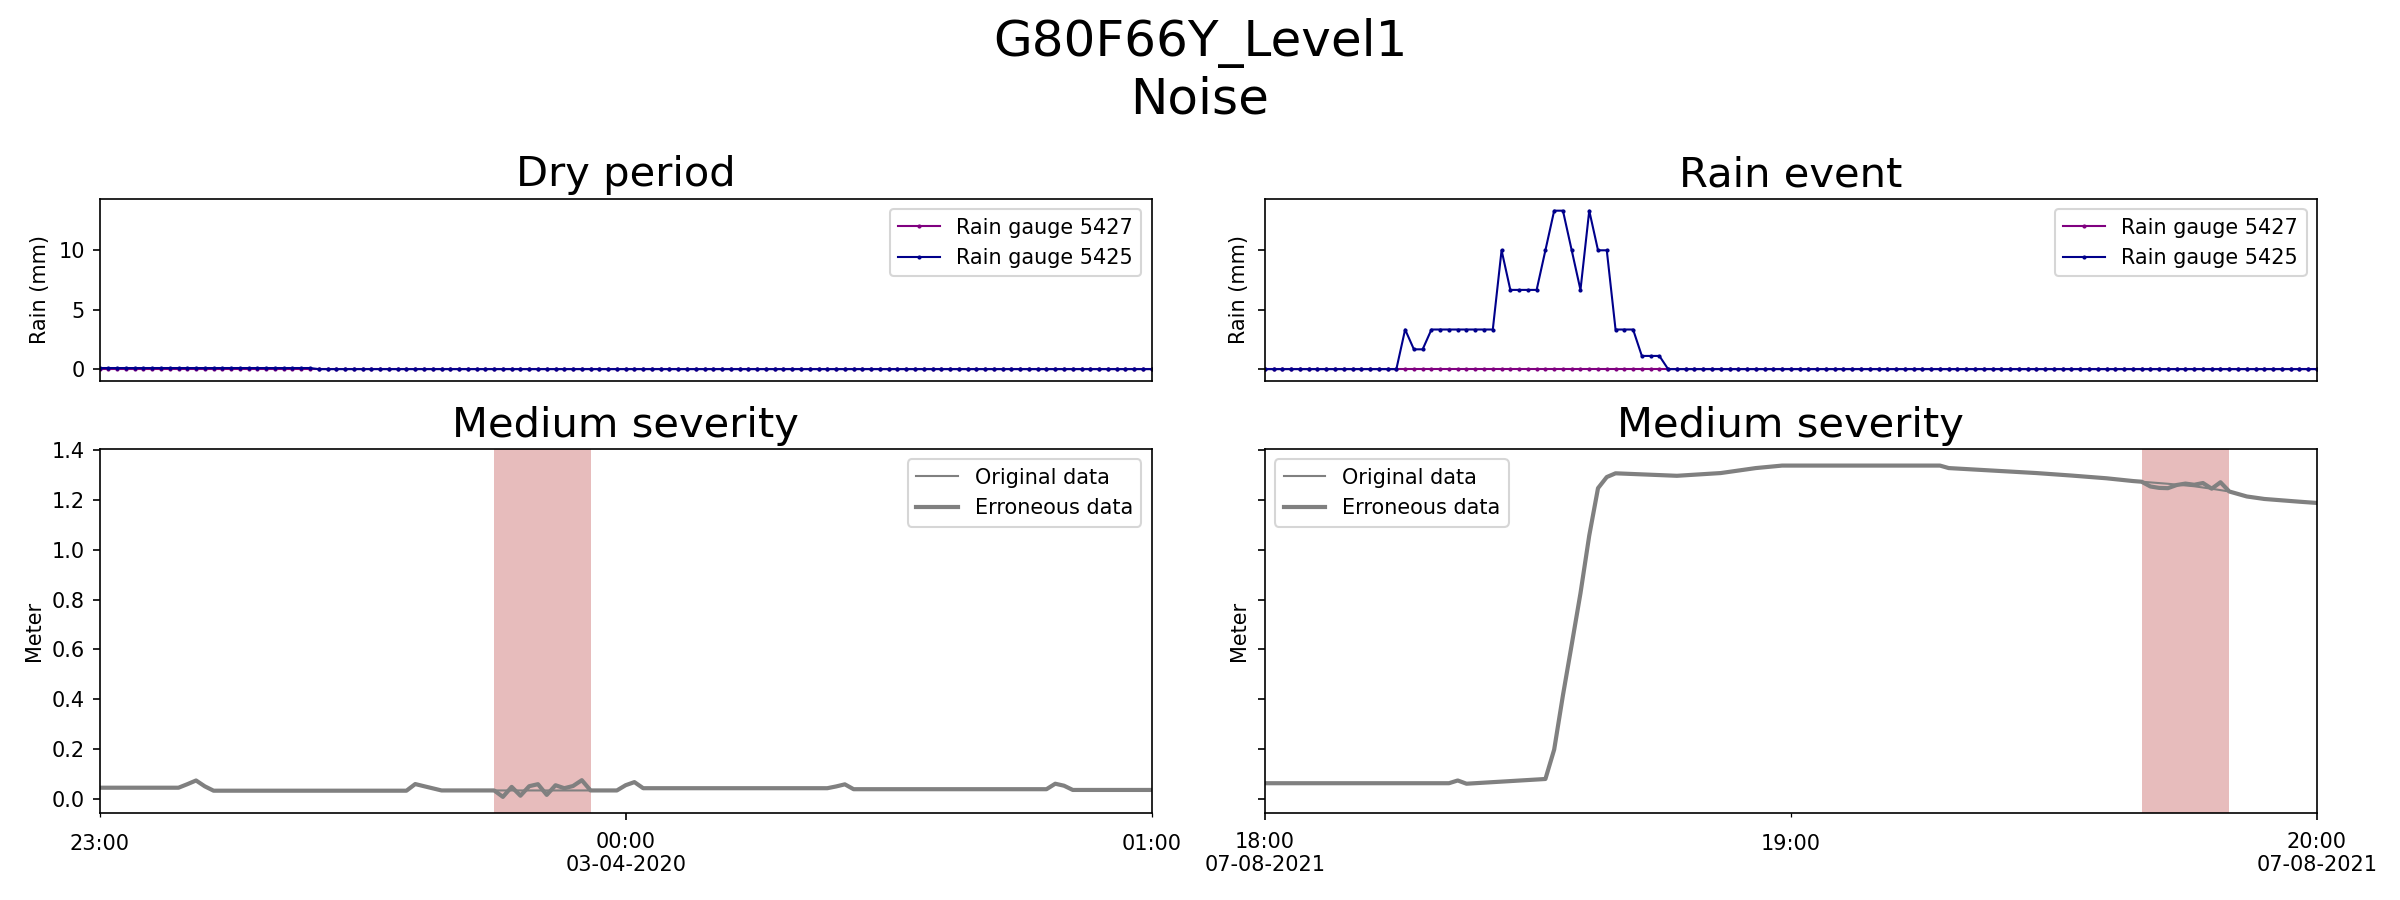 G80F66Y_Level1
Noise
Dry period
Rain (mm)
10
5
0
Rain gauge 5427
Rain gauge 5425
Rain event
Rain (mm)
Rain gauge 5427
Rain gauge 5425
Medium severity
Meter
1.4
1.2
1.0
0.8
0.6
0.4
0.2
0.0
Original data
Erroneous data
23:00
00:00
03-04-2020
01:00
Medium severity
Meter
Original data
Erroneous data
18:00
07-08-2021
19:00
20:00
07-08-2021